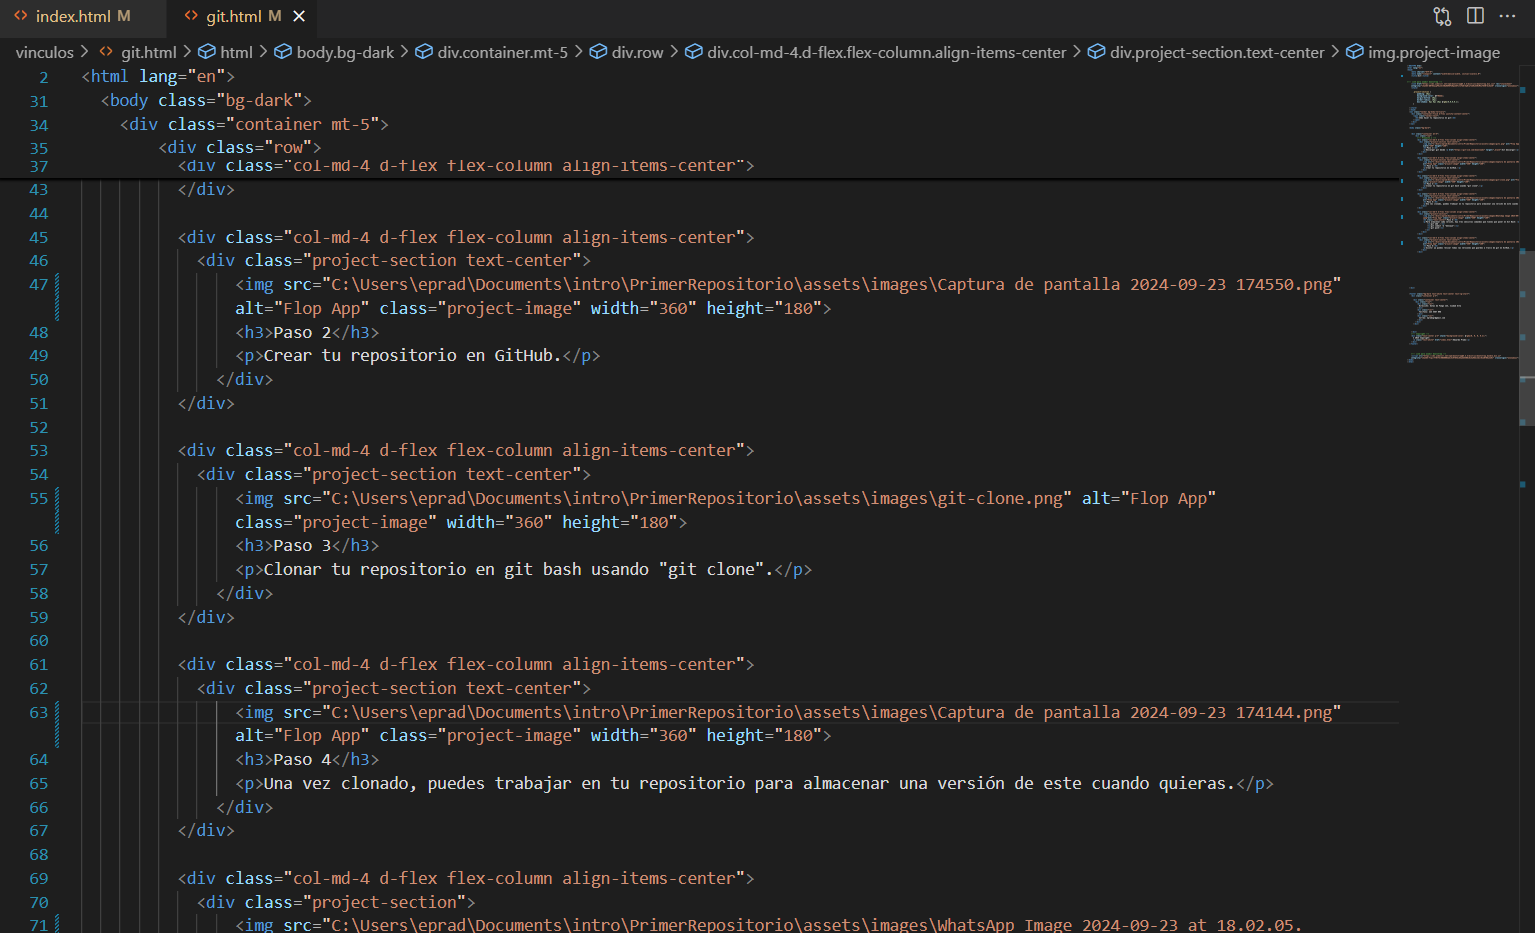 index.html M
git.html M
vinculos > git.html > html > body.bg-dark > div.container.mt-5 > div.row > div.col-md-4.d-flex.flex-column.align-items-center > div.project-section.text-center > img.project-image
2 <html lang="en">
31 <body class="bg-dark">
34 <div class="container mt-5">
35 <div class="row">
37 <div class="col-md-4 d-flex flex-column align-items-center">
43 </div>
44
45 <div class="col-md-4 d-flex flex-column align-items-center">
46 <div class="project-section text-center">
47 <img src="C:\Users\eprad\Documents\intro\PrimerRepositorio\assets\images\Captura de pantalla 2024-09-23 174550.png"
alt="Flop App" class="project-image" width="360" height="180">
48 <h3>Paso 2</h3>
49 <p>Crear tu repositorio en GitHub.</p>
50 </div>
51 </div>
52
53 <div class="col-md-4 d-flex flex-column align-items-center">
54 <div class="project-section text-center">
55 <img src="C:\Users\eprad\Documents\intro\PrimerRepositorio\assets\images\git-clone.png" alt="Flop App"
class="project-image" width="360" height="180">
56 <h3>Paso 3</h3>
57 <p>Clonar tu repositorio en git bash usando "git clone".</p>
58 </div>
59 </div>
60
61 <div class="col-md-4 d-flex flex-column align-items-center">
62 <div class="project-section text-center">
63 <img src="C:\Users\eprad\Documents\intro\PrimerRepositorio\assets\images\Captura de pantalla 2024-09-23 174144.png"
alt="Flop App" class="project-image" width="360" height="180">
64 <h3>Paso 4</h3>
65 <p>Una vez clonado, puedes trabajar en tu repositorio para almacenar una versión de este cuando quieras.</p>
66 </div>
67 </div>
68
69 <div class="col-md-4 d-flex flex-column align-items-center">
70 <div class="project-section">
71 <img src="C:\Users\eprad\Documents\intro\PrimerRepositorio\assets\images\WhatsApp Image 2024-09-23 at 18.02.05.